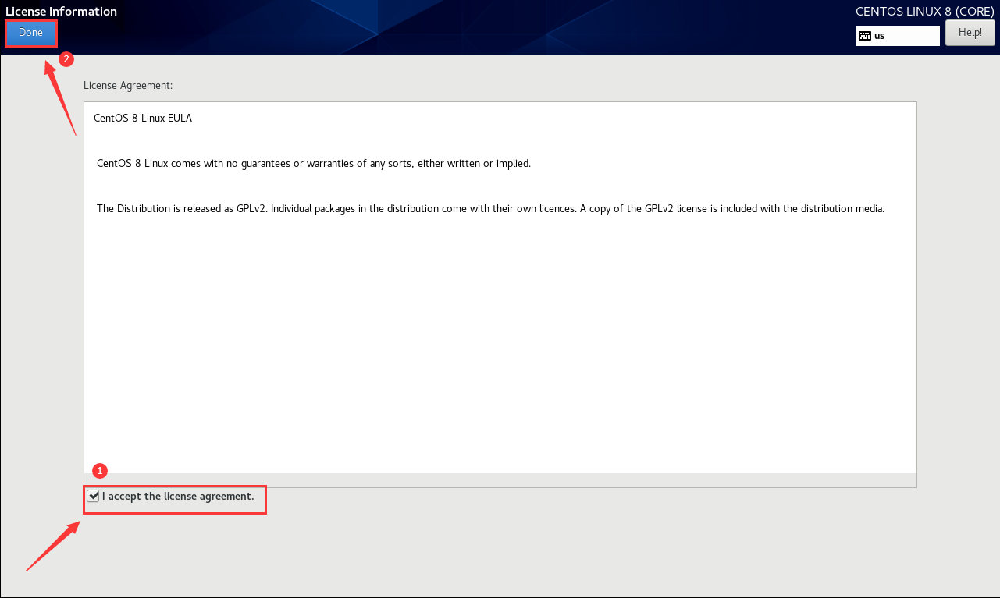 License Information
CENTOS LINUX 8 (CORE)
Done
us
Help!
2
License Agreement:
CentOS 8 Linux EULA
CentOS 8 Linux comes with no guarantees or warranties of any sorts, either written or implied.
The Distribution is released as GPLv2. Individual packages in the distribution come with their own licences. A copy of the GPLv2 license is included with the distribution media.
1
I accept the license agreement.